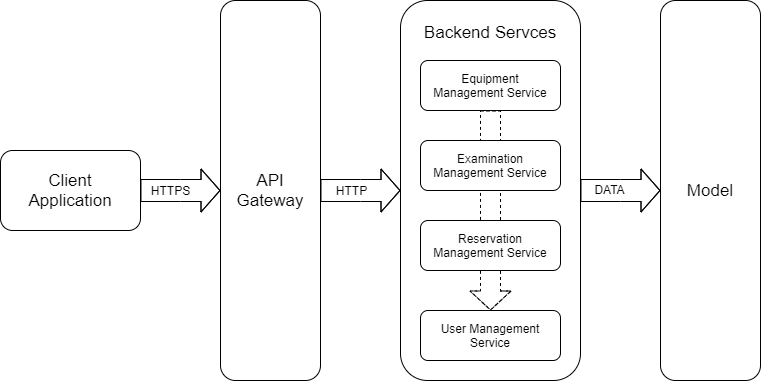 Client
Application
HTTPS
API
Gateway
HTTP
Backend Servces
Equipment
Management Service
Examination
Management Service
Reservation
Management Service
User Management
Service
DATA
Model